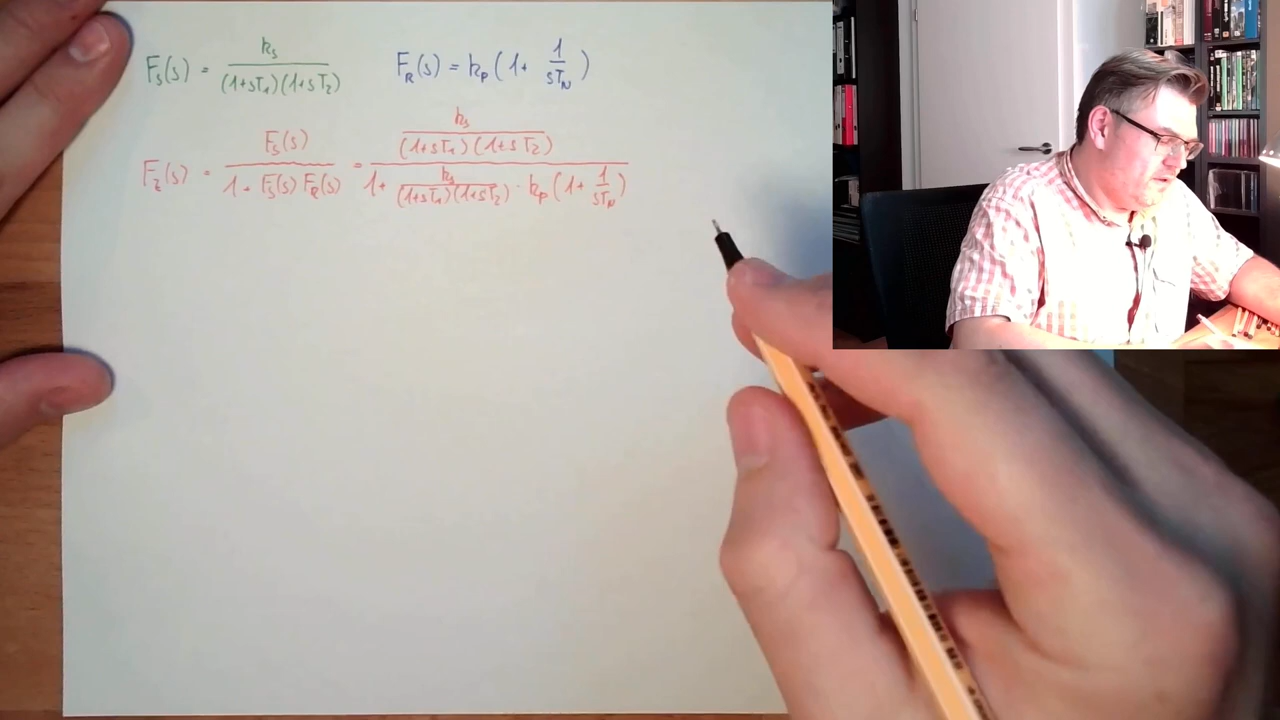 F_S(s) = k_s / ((1+sT_1)(1+sT_2))    F_R(s) = k_p (1 + 1/(sT_N))
F_z(s) = F_S(s) / (1 + F_S(s) F_R(s)) = (k_s / ((1+sT_1)(1+sT_2))) / (1 + k_s / ((1+sT_1)(1+sT_2)) · k_p (1 + 1/(sT_N)))